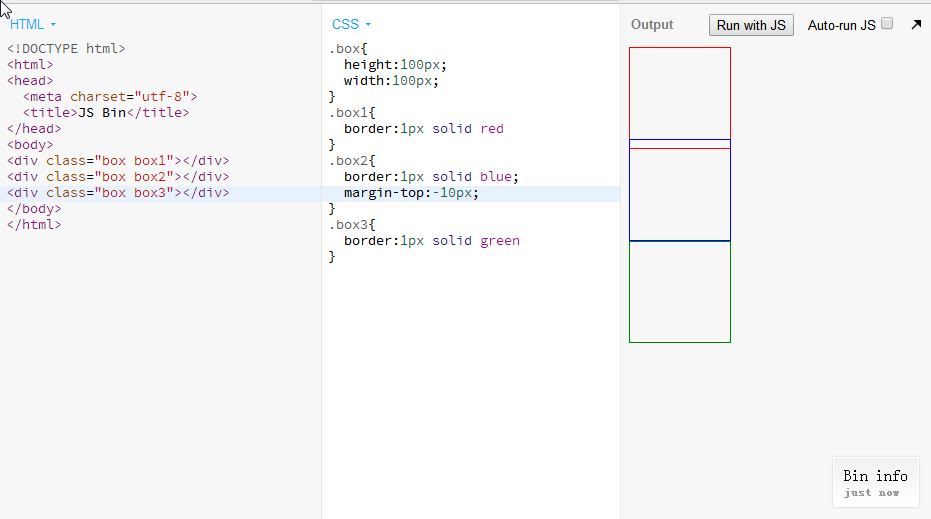 HTML
<!DOCTYPE html>
<html>
<head>
  <meta charset="utf-8">
  <title>JS Bin</title>
</head>
<body>
<div class="box box1"></div>
<div class="box box2"></div>
<div class="box box3"></div>
</body>
</html>
CSS
.box{
  height:100px;
  width:100px;
}
.box1{
  border:1px solid red
}
.box2{
  border:1px solid blue;
  margin-top:-10px;
}
.box3{
  border:1px solid green
}
Output
Run with JS
Auto-run JS
Bin info
just now